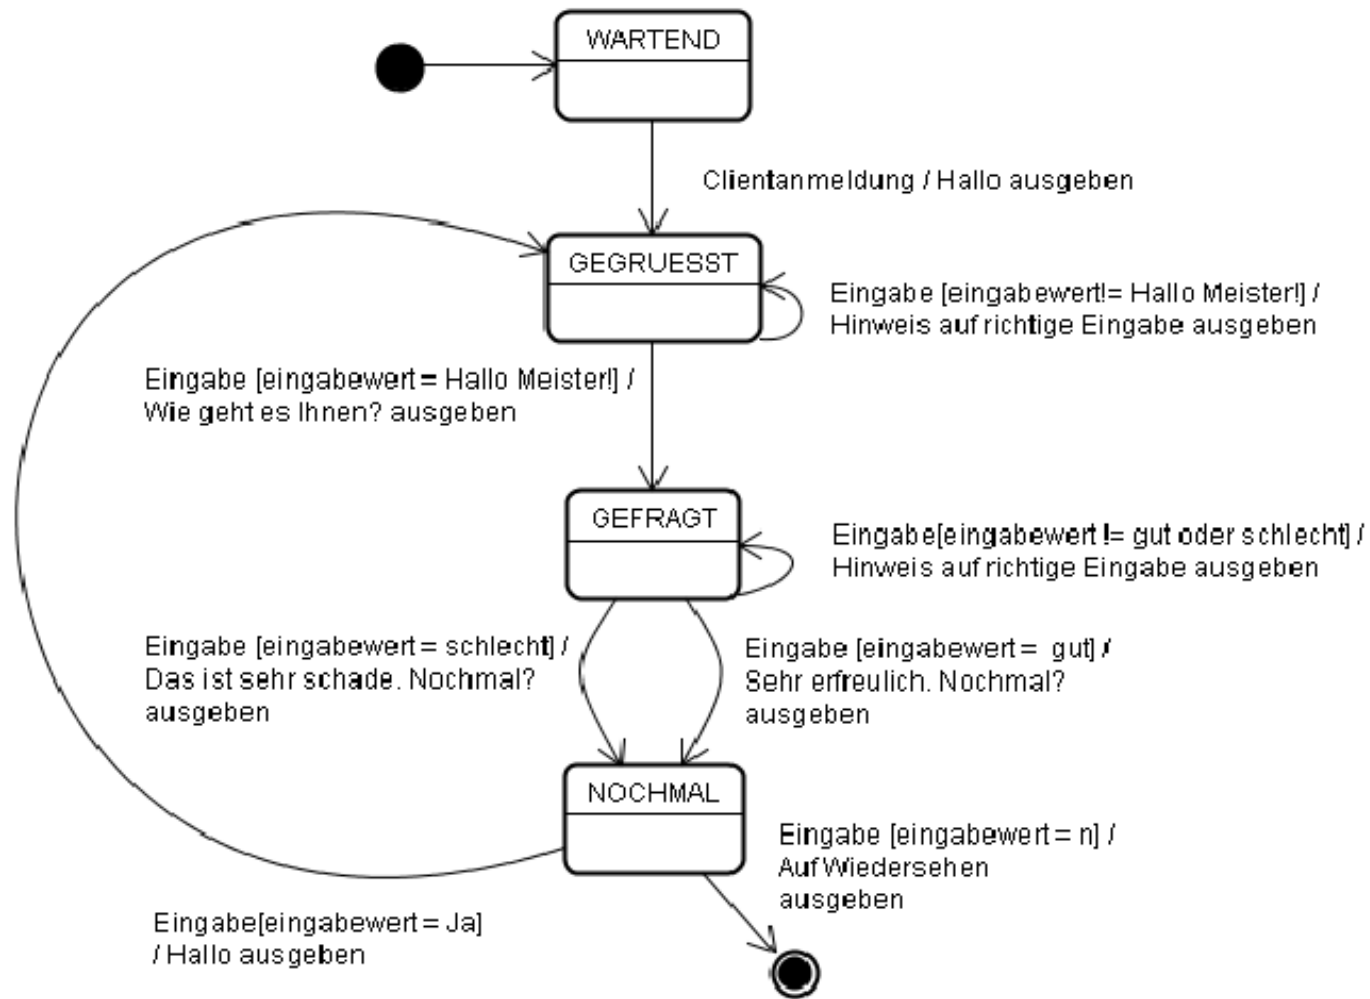 WARTEND
Clientanmeldung / Hallo ausgeben
GEGRUESST
Eingabe [eingabewert!= Hallo Meister!] /
Hinweis auf richtige Eingabe ausgeben
Eingabe [eingabewert = Hallo Meister!] /
Wie geht es Ihnen? ausgeben
GEFRAGT
Eingabe[eingabewert != gut oder schlecht] /
Hinweis auf richtige Eingabe ausgeben
Eingabe [eingabewert = schlecht] /
Das ist sehr schade. Nochmal?
ausgeben
Eingabe [eingabewert = gut] /
Sehr erfreulich. Nochmal?
ausgeben
NOCHMAL
Eingabe [eingabewert = n] /
Auf Wiedersehen
ausgeben
Eingabe[eingabewert = Ja]
/ Hallo ausgeben